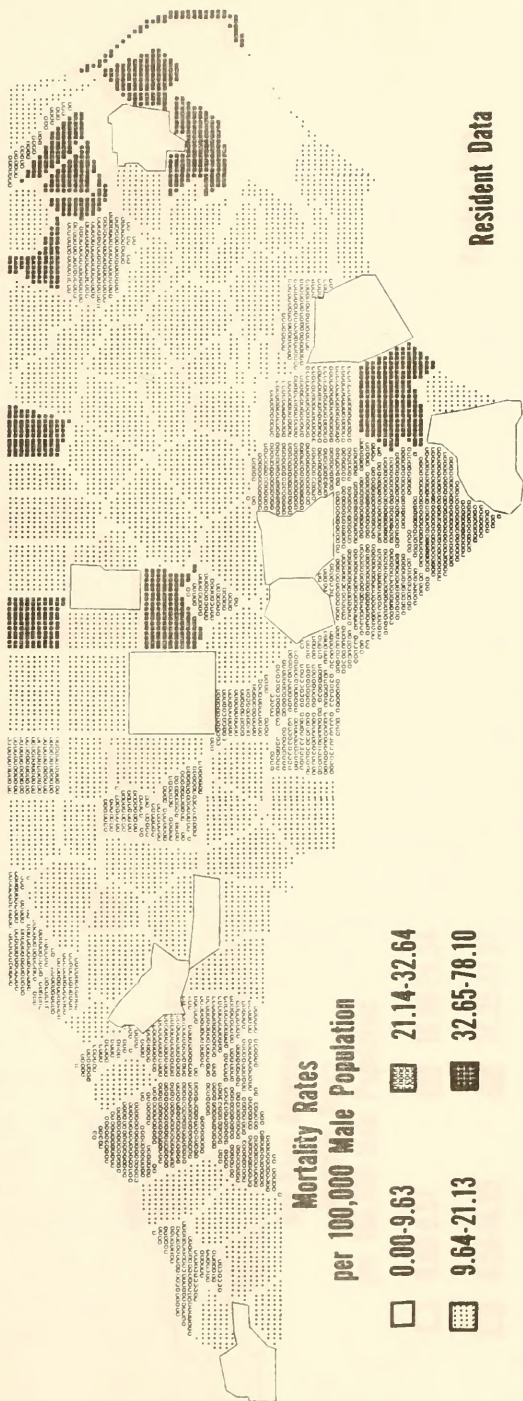 Mortality Rates
per 100,000 Male Population
0.00-9.63
21.14-32.64
9.64-21.13
32.65-78.10
Resident Data